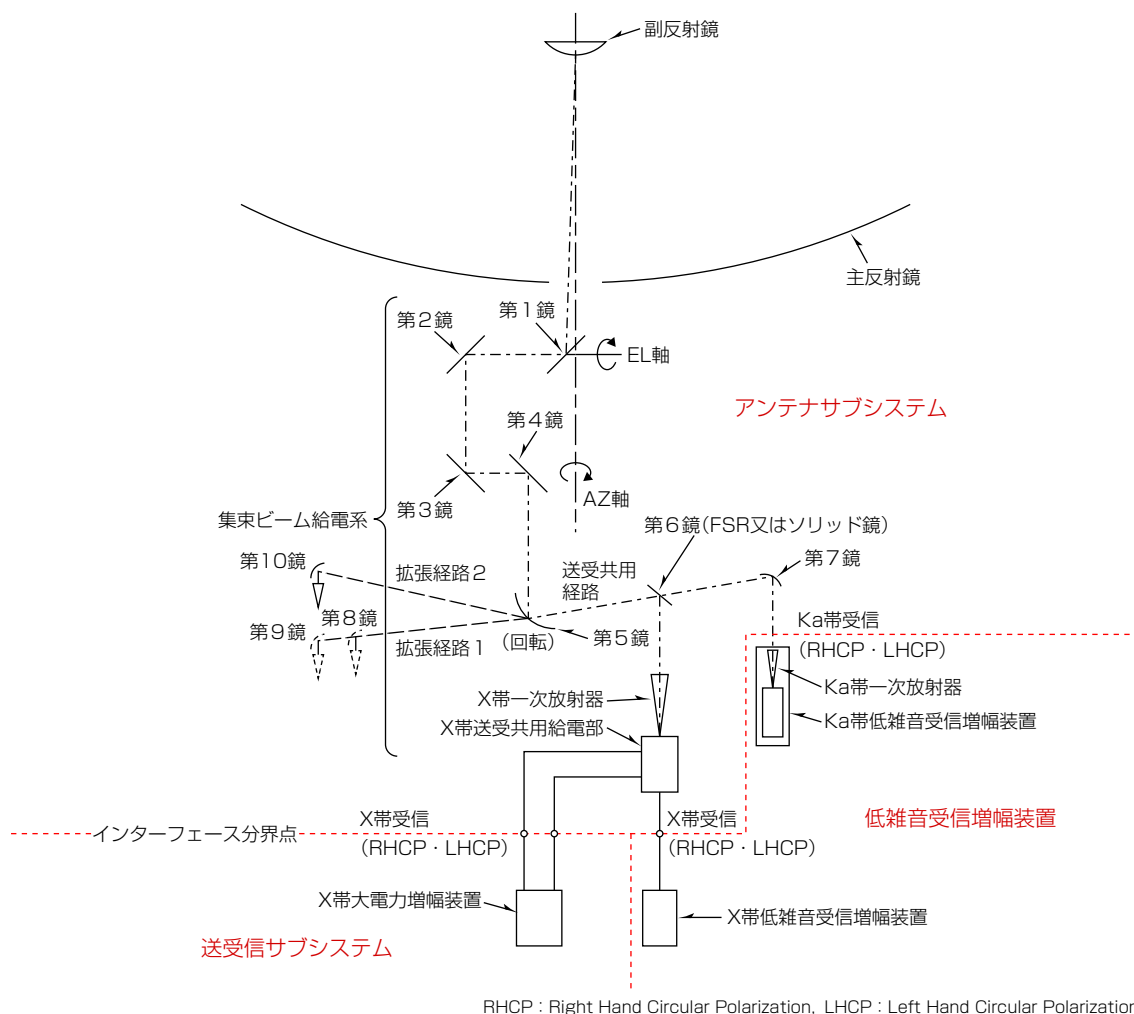 副反射鏡
主反射鏡
第1鏡
第2鏡
EL軸
アンテナサブシステム
第4鏡
AZ軸
第3鏡
集束ビーム給電系
第6鏡(FSR又はソリッド鏡)
第7鏡
第10鏡
拡張経路2
送受共用
経路
第9鏡
第8鏡
拡張経路1
(回転)
第5鏡
Ka帯受信
(RHCP・LHCP)
Ka帯一次放射器
Ka帯低雑音受信増幅装置
X帯一次放射器
X帯送受共用給電部
低雑音受信増幅装置
インターフェース分界点
X帯受信
(RHCP・LHCP)
X帯受信
(RHCP・LHCP)
X帯大電力増幅装置
X帯低雑音受信増幅装置
送受信サブシステム
RHCP:Right Hand Circular Polarization, LHCP:Left Hand Circular Polarization